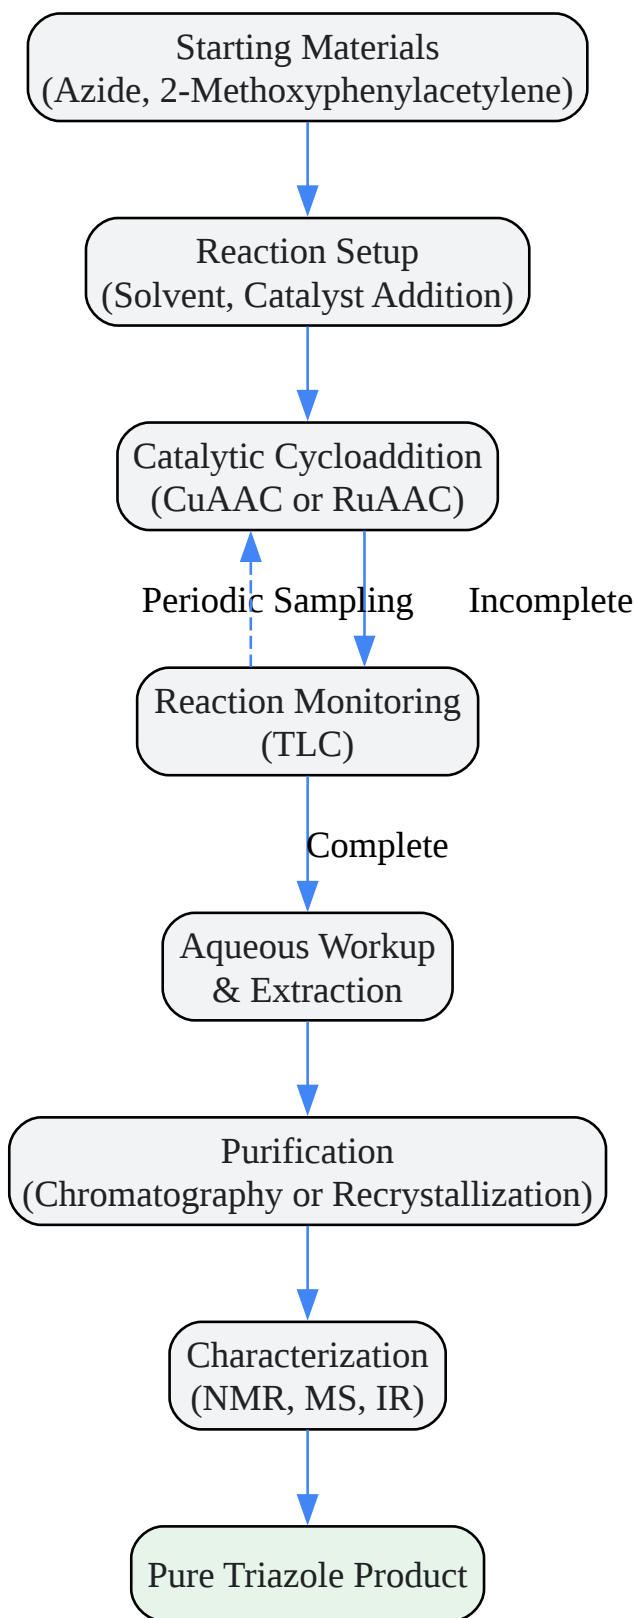 Starting Materials
(Azide, 2-Methoxyphenylacetylene)
Reaction Setup
(Solvent, Catalyst Addition)
Catalytic Cycloaddition
(CuAAC or RuAAC)
Periodic Sampling
Incomplete
Reaction Monitoring
(TLC)
Complete
Aqueous Workup
& Extraction
Purification
(Chromatography or Recrystallization)
Characterization
(NMR, MS, IR)
Pure Triazole Product